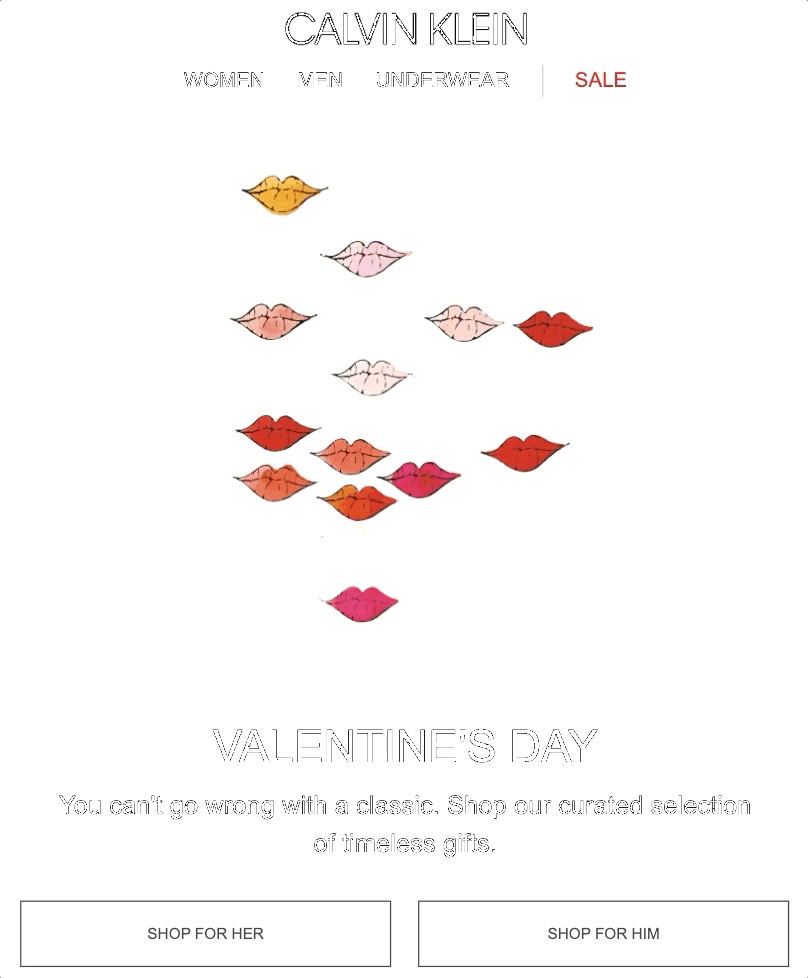 CALVIN KLEIN
WOMEN MEN UNDERWEAR SALE
VALENTINE'S DAY
You can't go wrong with a classic. Shop our curated selection
of timeless gifts.
SHOP FOR HER SHOP FOR HIM